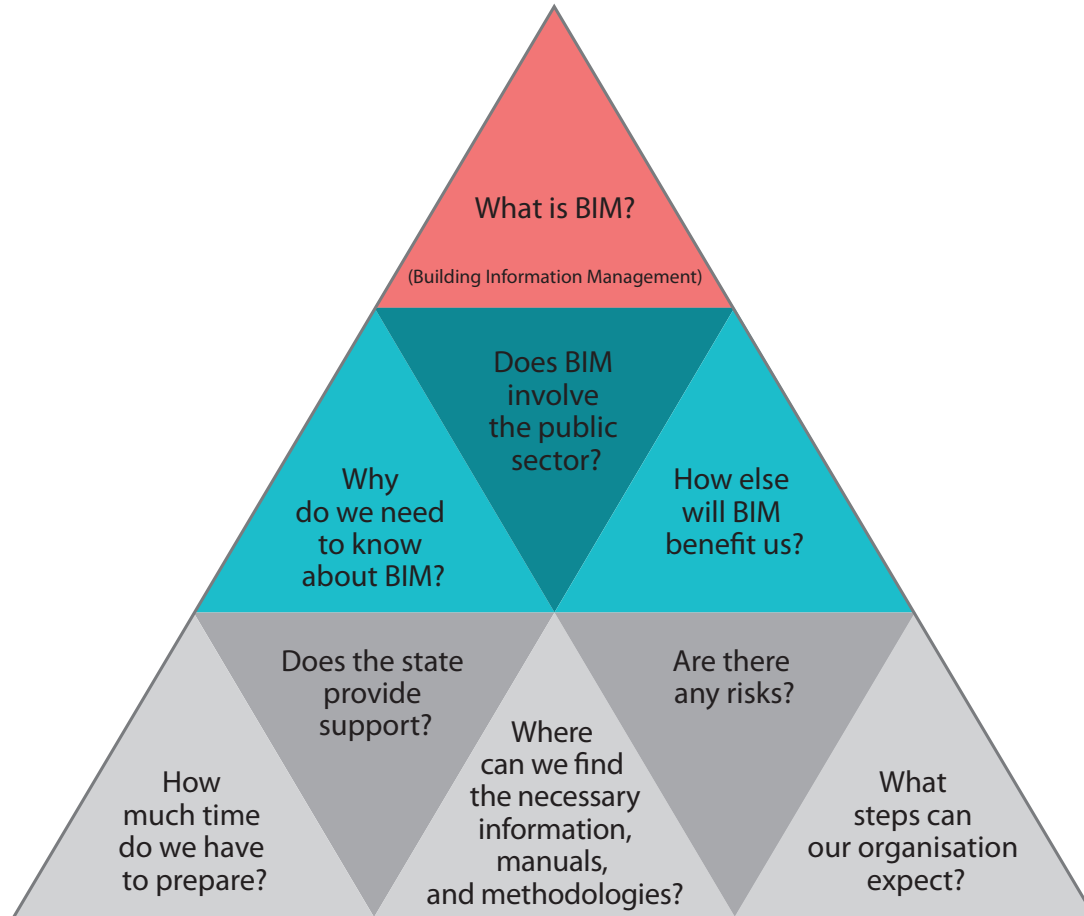 What is BIM?
(Building Information Management)
Does BIM
involve
the public
sector?
Why
do we need
to know
about BIM?
How else
will BIM
benefit us?
Does the state
provide
support?
Are there
any risks?
How
much time
do we have
to prepare?
Where
can we find
the necessary
information,
manuals,
and methodologies?
What
steps can
our organisation
expect?